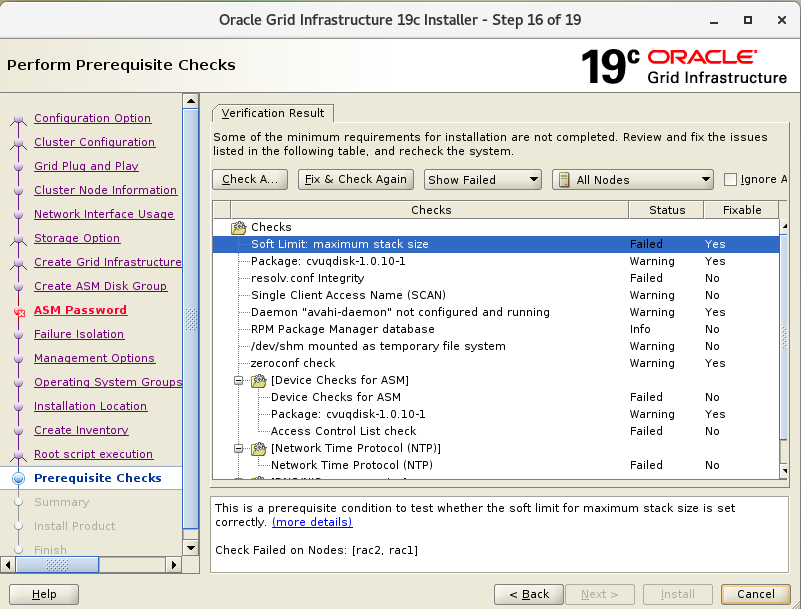 Oracle Grid Infrastructure 19c Installer - Step 16 of 19
Perform Prerequisite Checks
19c ORACLE
Grid Infrastructure
Configuration Option
Cluster Configuration
Grid Plug and Play
Cluster Node Information
Network Interface Usage
Storage Option
Create Grid Infrastructure
Create ASM Disk Group
ASM Password
Failure Isolation
Management Options
Operating System Groups
Installation Location
Create Inventory
Root script execution
Prerequisite Checks
Summary
Install Product
Finish
Verification Result
Some of the minimum requirements for installation are not completed. Review and fix the issues
listed in the following table, and recheck the system.
Check A... Fix & Check Again Show Failed All Nodes Ignore A
Checks Status Fixable
Checks
Soft Limit: maximum stack size Failed Yes
Package: cvuqdisk-1.0.10-1 Warning Yes
resolv.conf Integrity Failed No
Single Client Access Name (SCAN) Warning No
Daemon "avahi-daemon" not configured and running Warning Yes
RPM Package Manager database Info No
/dev/shm mounted as temporary file system Warning No
zeroconf check Warning Yes
[Device Checks for ASM]
Device Checks for ASM Failed No
Package: cvuqdisk-1.0.10-1 Warning Yes
Access Control List check Failed No
[Network Time Protocol (NTP)]
Network Time Protocol (NTP) Failed No
This is a prerequisite condition to test whether the soft limit for maximum stack size is set
correctly. (more details)
Check Failed on Nodes: [rac2, rac1]
Help < Back Next > Install Cancel